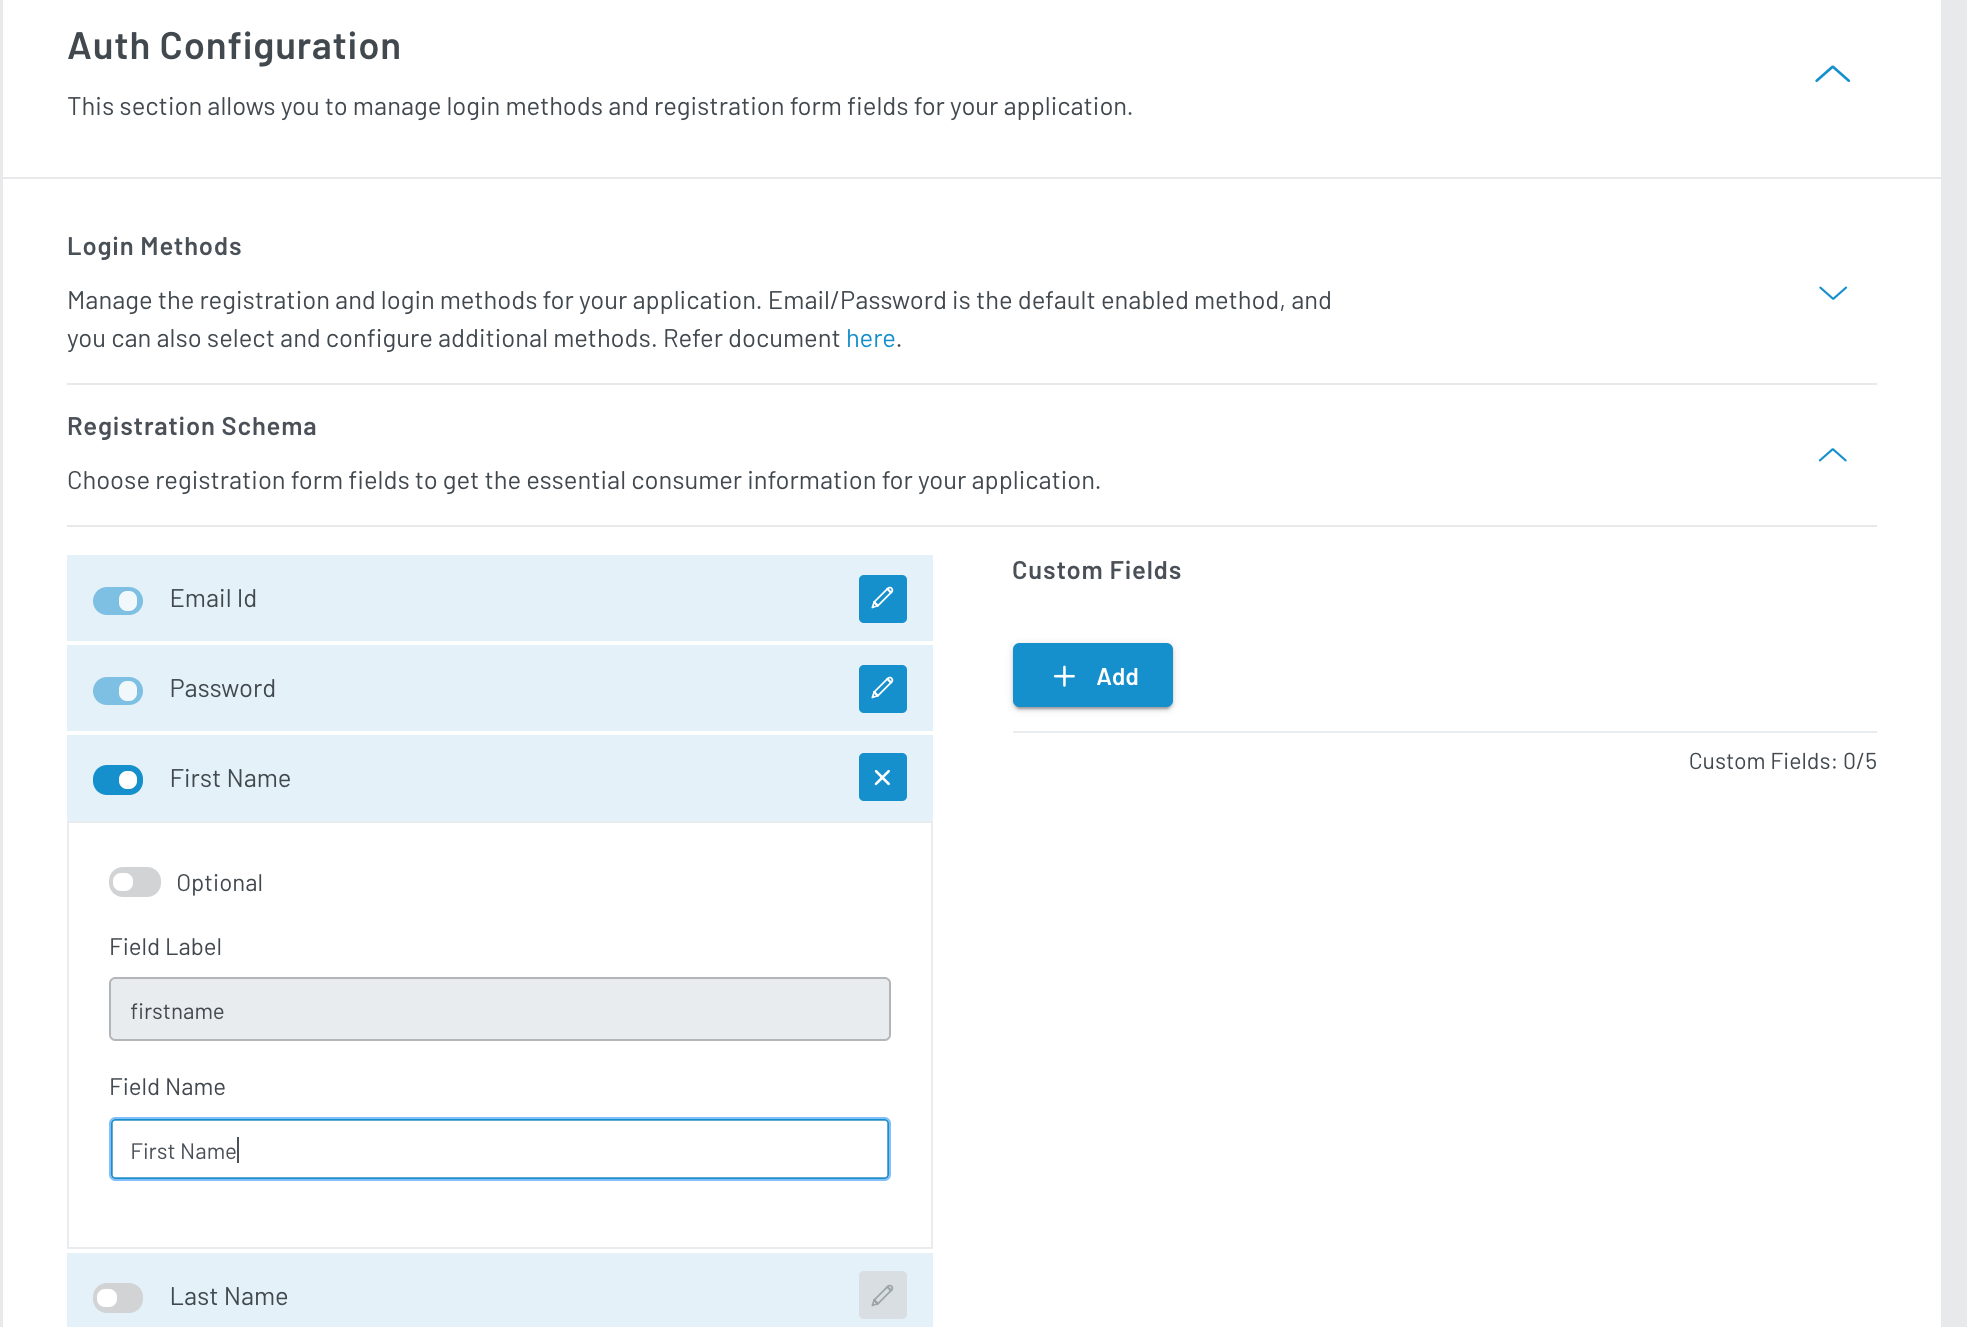 Auth Configuration
This section allows you to manage login methods and registration form fields for your application.
Login Methods
Manage the registration and login methods for your application. Email/Password is the default enabled method, and
you can also select and configure additional methods. Refer document here.
Registration Schema
Choose registration form fields to get the essential consumer information for your application.
Email Id
Password
First Name
Optional
Field Label
firstname
Field Name
First Name
Last Name
Custom Fields
Add
Custom Fields: 0/5